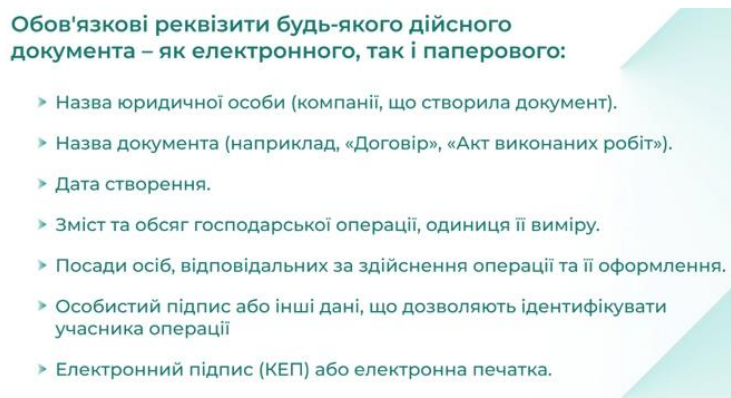 Обов'язкові реквізити будь-якого дійсного
документа – як електронного, так і паперового:
Назва юридичної особи (компанії, що створила документ).
Назва документа (наприклад, «Договір», «Акт виконаних робіт»).
Дата створення.
Зміст та обсяг господарської операції, одиниця її виміру.
Посади осіб, відповідальних за здійснення операції та її оформлення.
Особистий підпис або інші дані, що дозволяють ідентифікувати
учасника операції
Електронний підпис (КЕП) або електронна печатка.